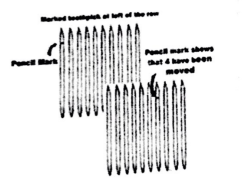 Marked toothpick at left of the row
Pencil Mark
Pencil mark shows
that 4 have been
moved